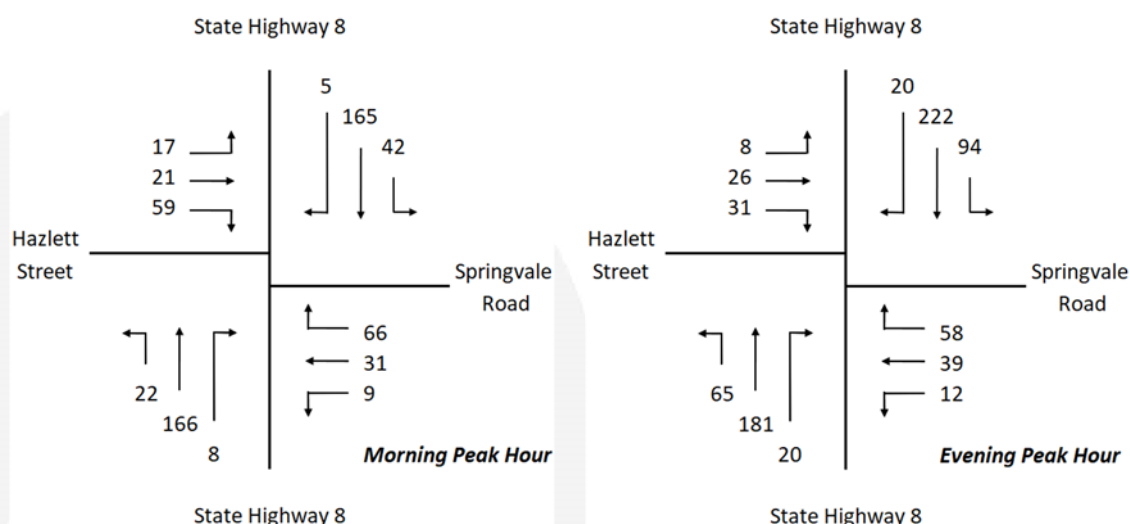 State Highway 8
5
165
17
42
21
59
Hazlett
Street
Springvale
Road
66
31
22
9
166
8
Morning Peak Hour
State Highway 8
State Highway 8
20
222
8
94
26
31
Hazlett
Street
Springvale
Road
58
39
65
12
181
20
Evening Peak Hour
State Highway 8